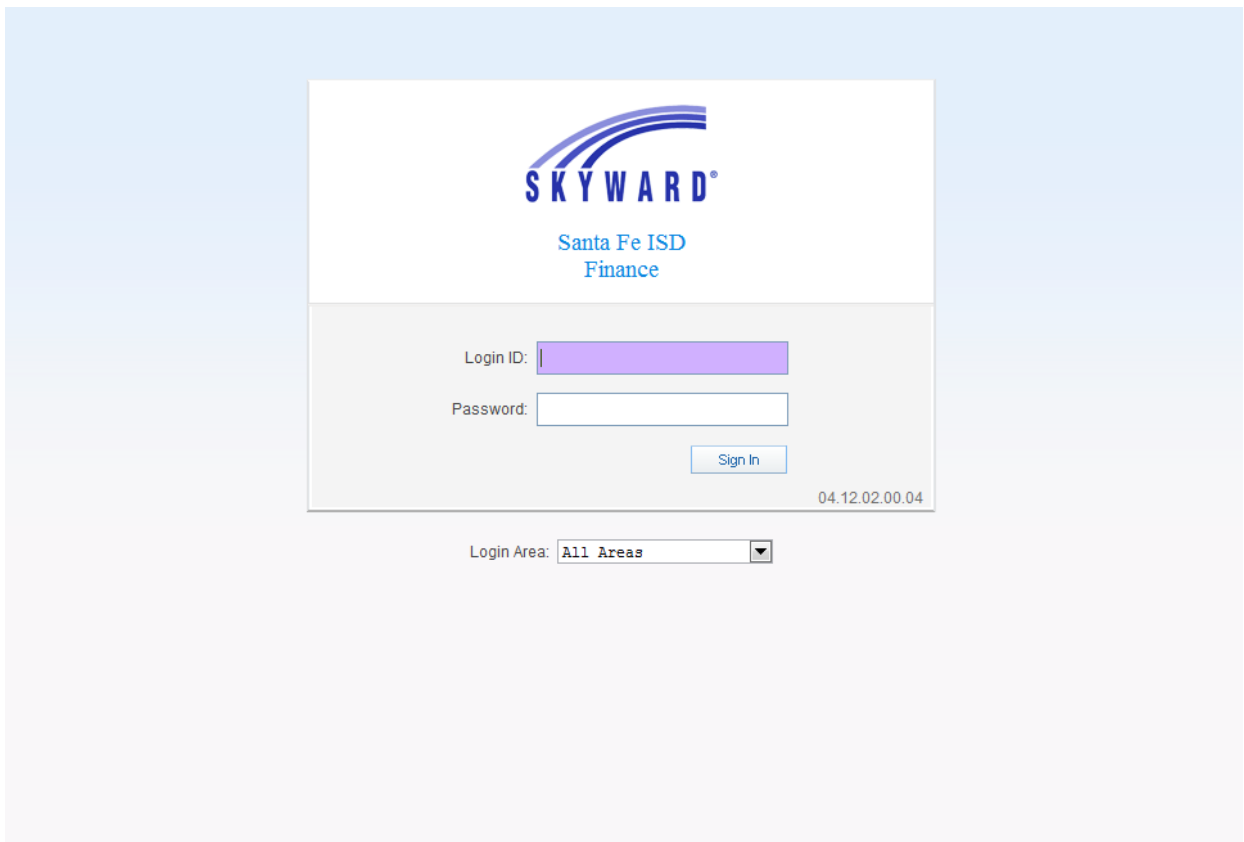 SKYWARD®
Santa Fe ISD
Finance
Login ID:
Password:
Sign In
04.12.02.00.04
Login Area: All Areas